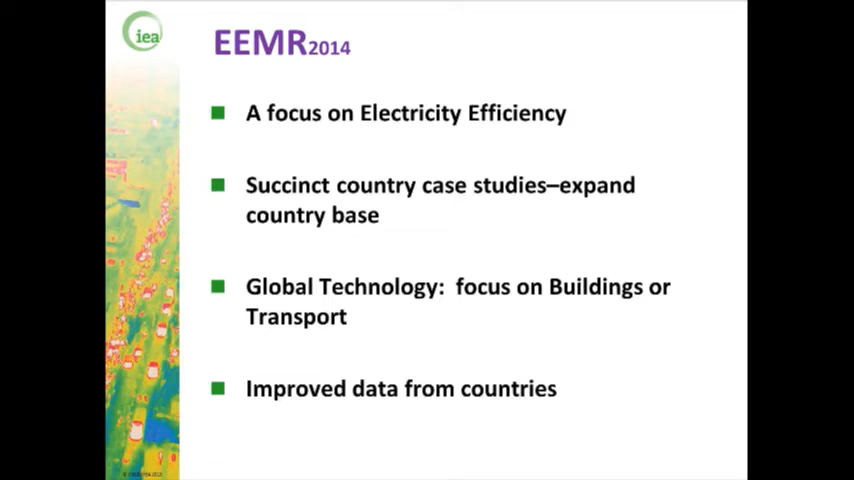 iea
EEMR2014
A focus on Electricity Efficiency
Succinct country case studies–expand
country base
Global Technology:  focus on Buildings or
Transport
Improved data from countries